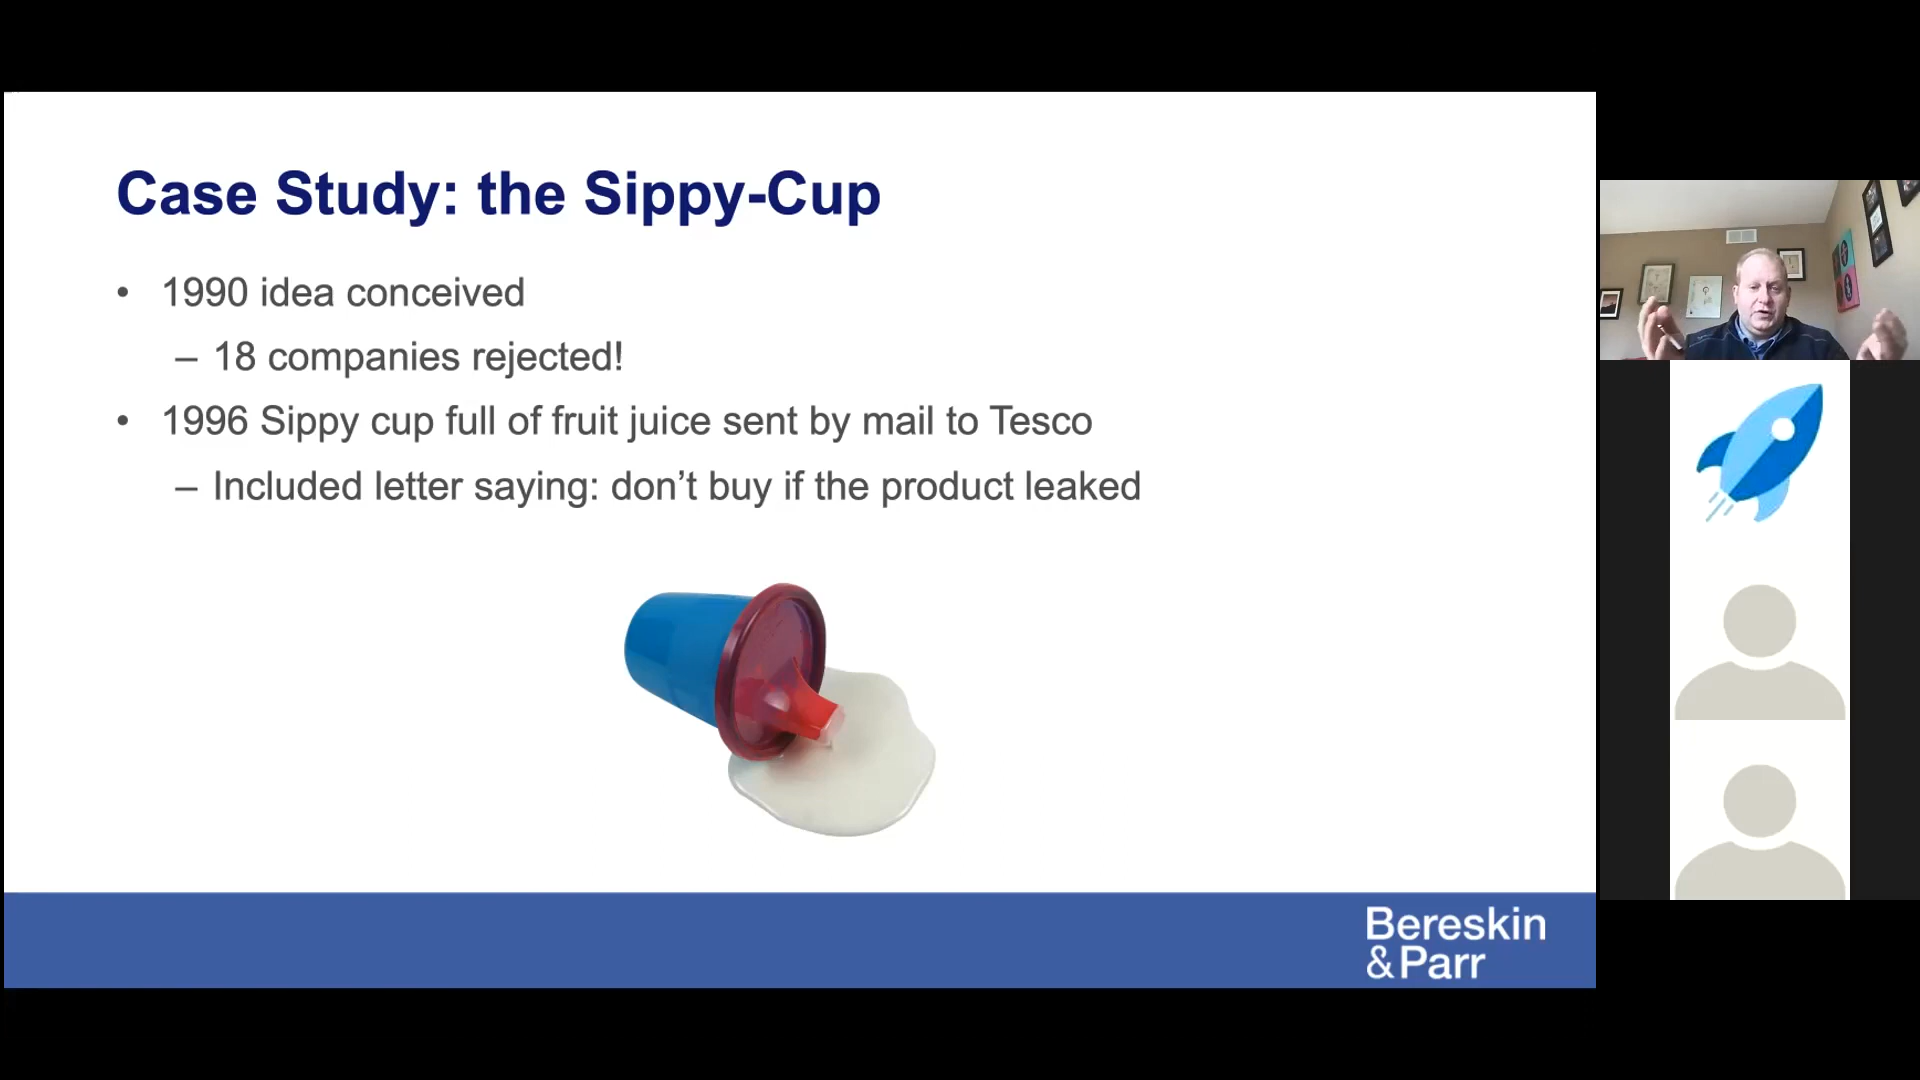 Case Study: the Sippy-Cup
• 1990 idea conceived
– 18 companies rejected!
• 1996 Sippy cup full of fruit juice sent by mail to Tesco
– Included letter saying: don’t buy if the product leaked
Bereskin
& Parr